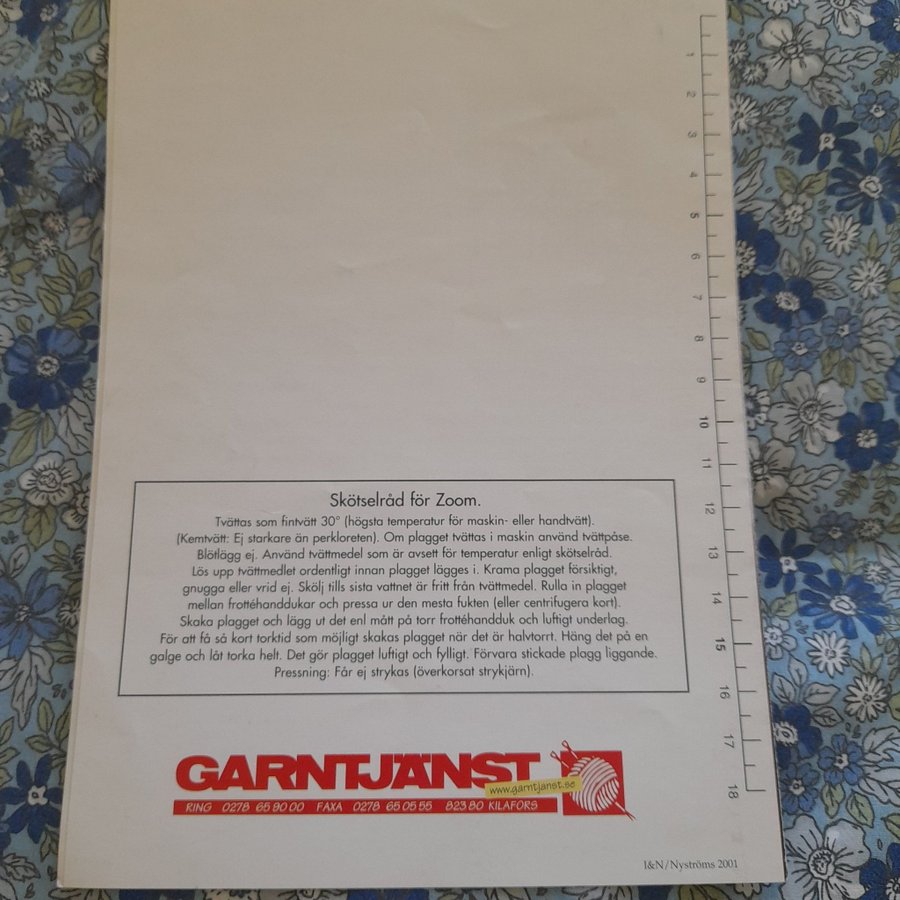 1
2
3
4
5
6
7
8
9
10
11
12
13
14
15
16
17
18
Skötselråd för Zoom.
Tvättas som fintvätt 30° (högsta temperatur för maskin- eller handtvätt).
(Kemtvätt: Ej starkare än perkloreten). Om plagget tvättas i maskin använd tvättpåse.
Blötlägg ej. Använd tvättmedel som är avsett för temperatur enligt skötselråd.
Lös upp tvättmedlet ordentligt innan plagget lägges i. Krama plagget försiktigt,
gnugga eller vrid ej. Skölj tills sista vattnet är fritt från tvättmedel. Rulla in plagget
mellan frottéhanddukar och pressa ur den mesta fukten (eller centrifugera kort).
Skaka plagget och lägg ut det enl mått på torr frottéhandduk och luftigt underlag.
För att få så kort torktid som möjligt skakas plagget när det är halvtorrt. Häng det på en
galge och låt torka helt. Det gör plagget luftigt och fylligt. Förvara stickade plagg liggande.
Pressning: Får ej strykas (överkorsat strykjärn).
GARNTJÄNST
www.garntjanst.se
RING 0278 65 90 00 FAXA 0278 65 05 55 823 80 KILAFORS
I&N/Nyströms 2001